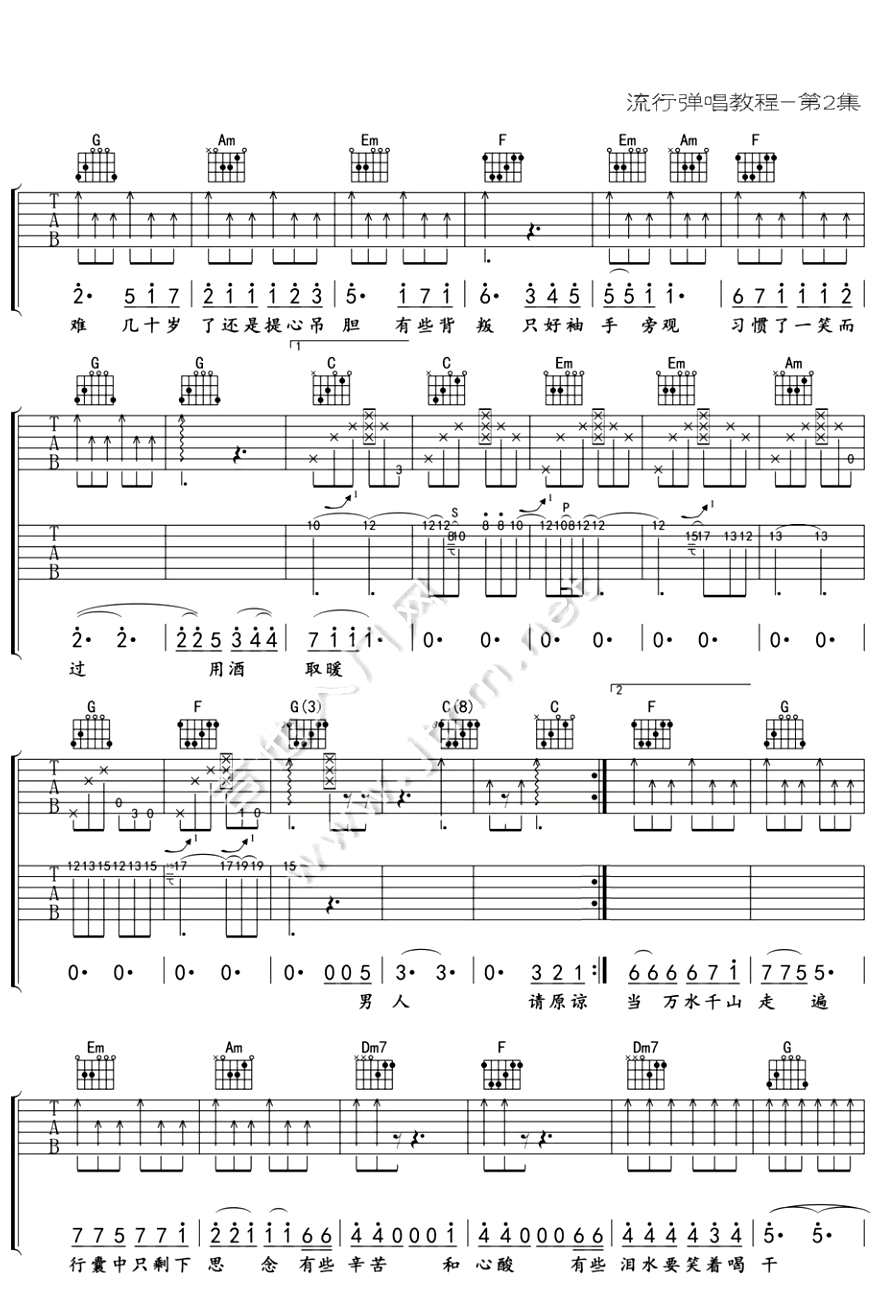 流行弹唱教程-第2集
G Am Em F Em Am F
T A B
2· 5 1 7 2 1 1 1 2 3 5· 1 7 1 6· 3 4 5 5 5 1 1· 6 7 1 1 1 2
难 几十岁 了还是提心吊 胆 有些背 叛 只好袖 手 旁观 习惯了一笑而
1
G G C C Em Em Am
T A B 3 0
1 S 1 P 1
T A B 10 12 12 12 8 10 8 8 10 12 10 8 12 12 12 15 17 13 12 13 13
2· 2· 2 2 5 3 4 4 7 1 1 1· 0· 0· 0· 0· 0· 0· 0· 0·
过 用酒 取暖
2
G F G(3) C(8) C F G
T A B 0 3 0 1 0
1 1
T A B 12 13 15 12 13 15 17 17 19 19 15
0· 0· 0· 0· 0· 0 0 5 3· 3· 0· 3 2 1 6 6 6 6 7 1 7 7 5 5·
男 人 请原谅 当 万水千山 走 遍
Em Am Dm7 F Dm7 G
T A B
7 7 5 7 7 1 2 2 1 1 1 6 6 4 4 0 0 0 1 4 4 0 0 0 6 6 4 4 4 4 3 4 5· 5·
行囊中只剩下 思 念 有些 辛苦 和 心酸 有些 泪水要笑着喝 干
吉他入门网
www.jitarm.net